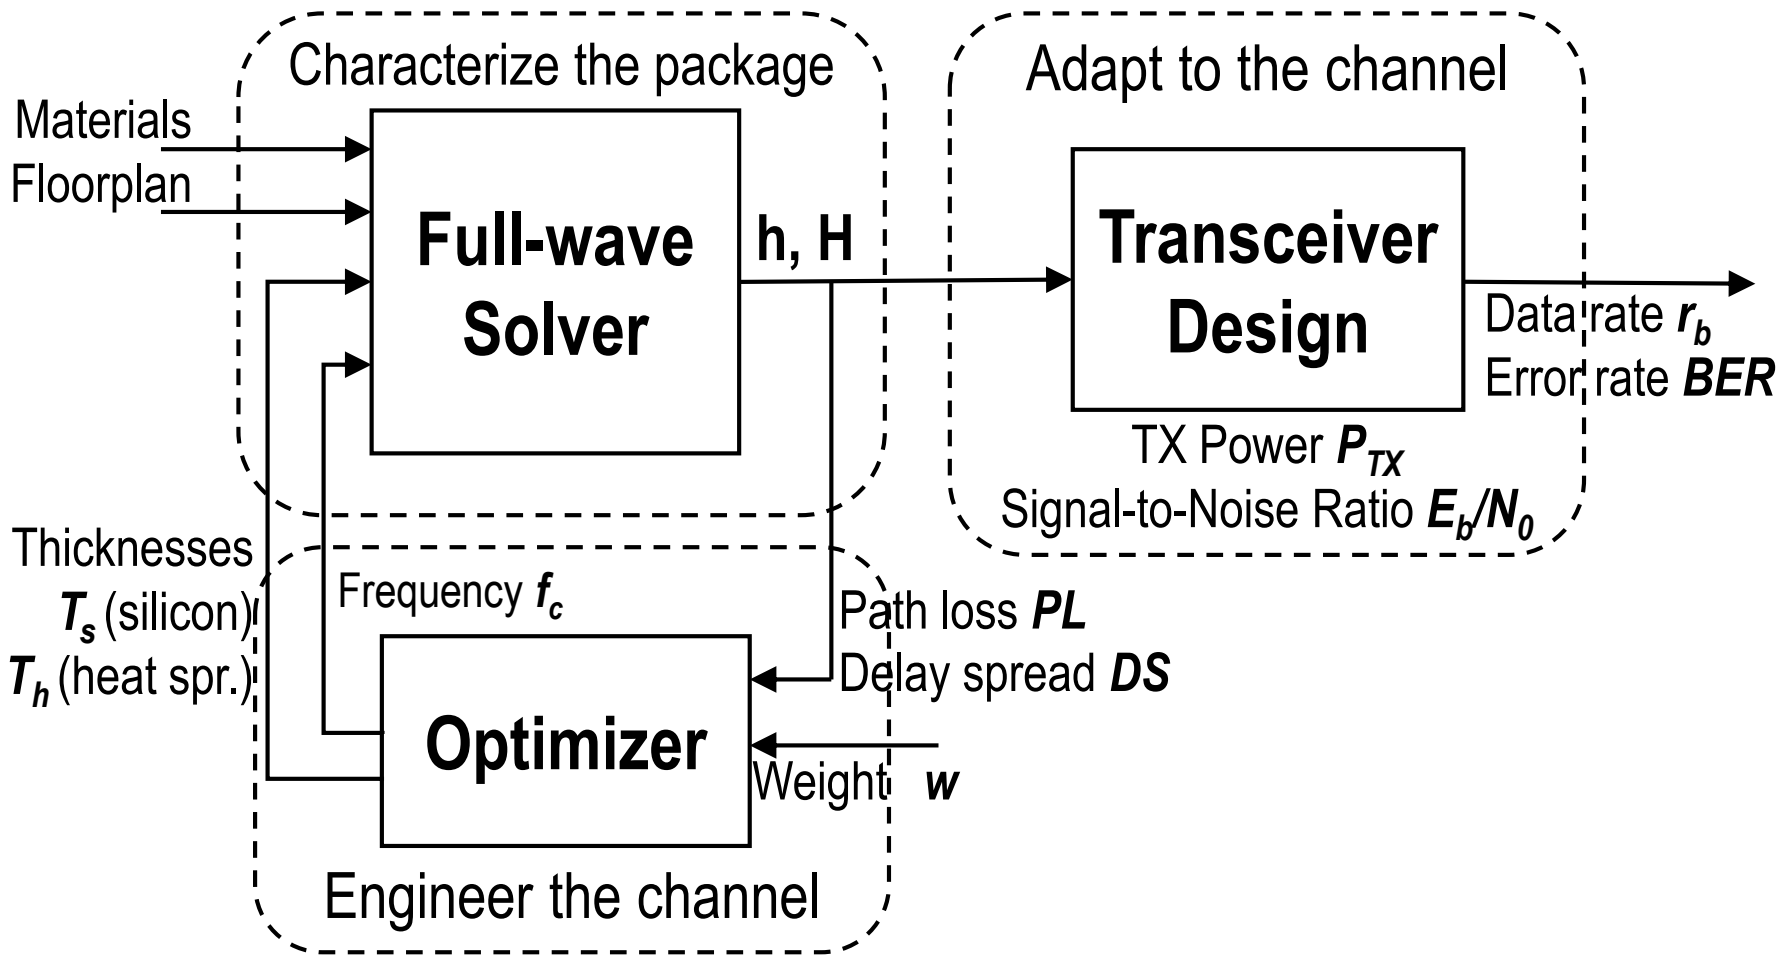 Characterize the package
Adapt to the channel
Materials
Floorplan
Full-wave
Solver
h, H
Transceiver
Design
Data rate r_b
Error rate BER
TX Power P_TX
Signal-to-Noise Ratio E_b/N_0
Thicknesses
T_s (silicon)
T_h (heat spr.)
Frequency f_c
Path loss PL
Delay spread DS
Optimizer
Weight w
Engineer the channel